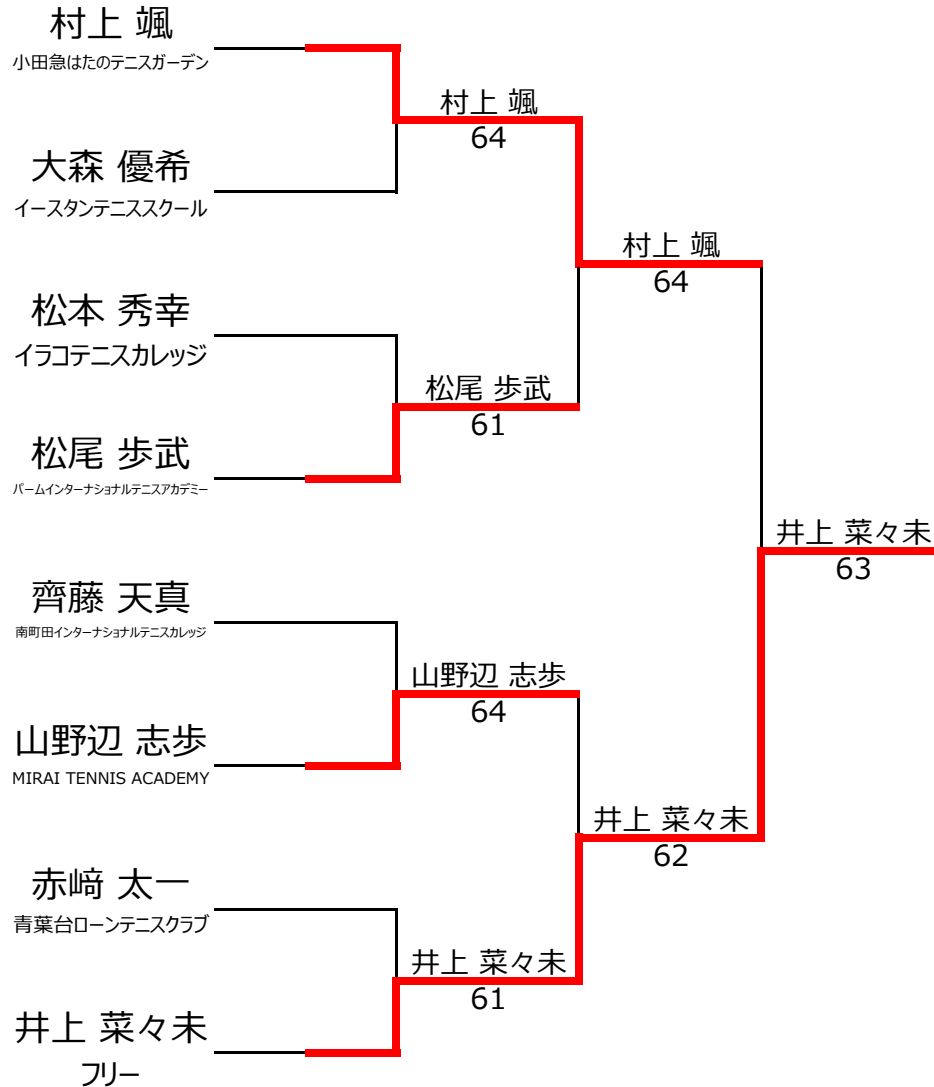 村上 颯
小田急はたのテニスガーデン
村上 颯
64
大森 優希
イースタンテニススクール
村上 颯
64
松本 秀幸
イラコテニスカレッジ
松尾 歩武
61
松尾 歩武
パームインターナショナルテニスアカデミー
井上 菜々未
63
齊藤 天真
南町田インターナショナルテニスカレッジ
山野辺 志歩
64
山野辺 志歩
MIRAI TENNIS ACADEMY
井上 菜々未
62
赤﨑 太一
青葉台ローンテニスクラブ
井上 菜々未
61
井上 菜々未
フリー